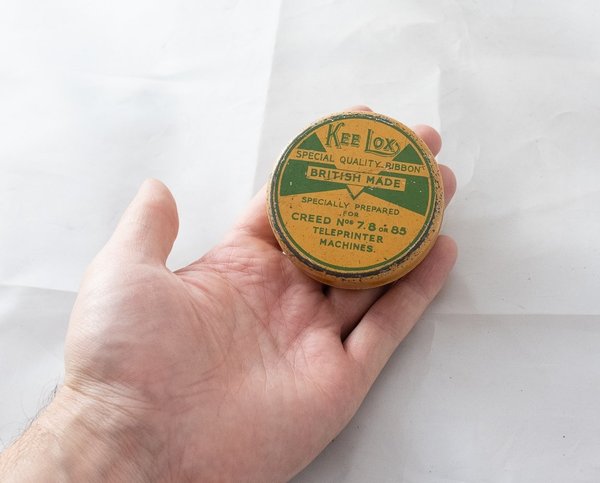 KEE LOX
SPECIAL QUALITY RIBBON
BRITISH MADE
SPECIALLY PREPARED
FOR
CREED NOS 7. 8 OR 85
TELEPRINTER
MACHINES.